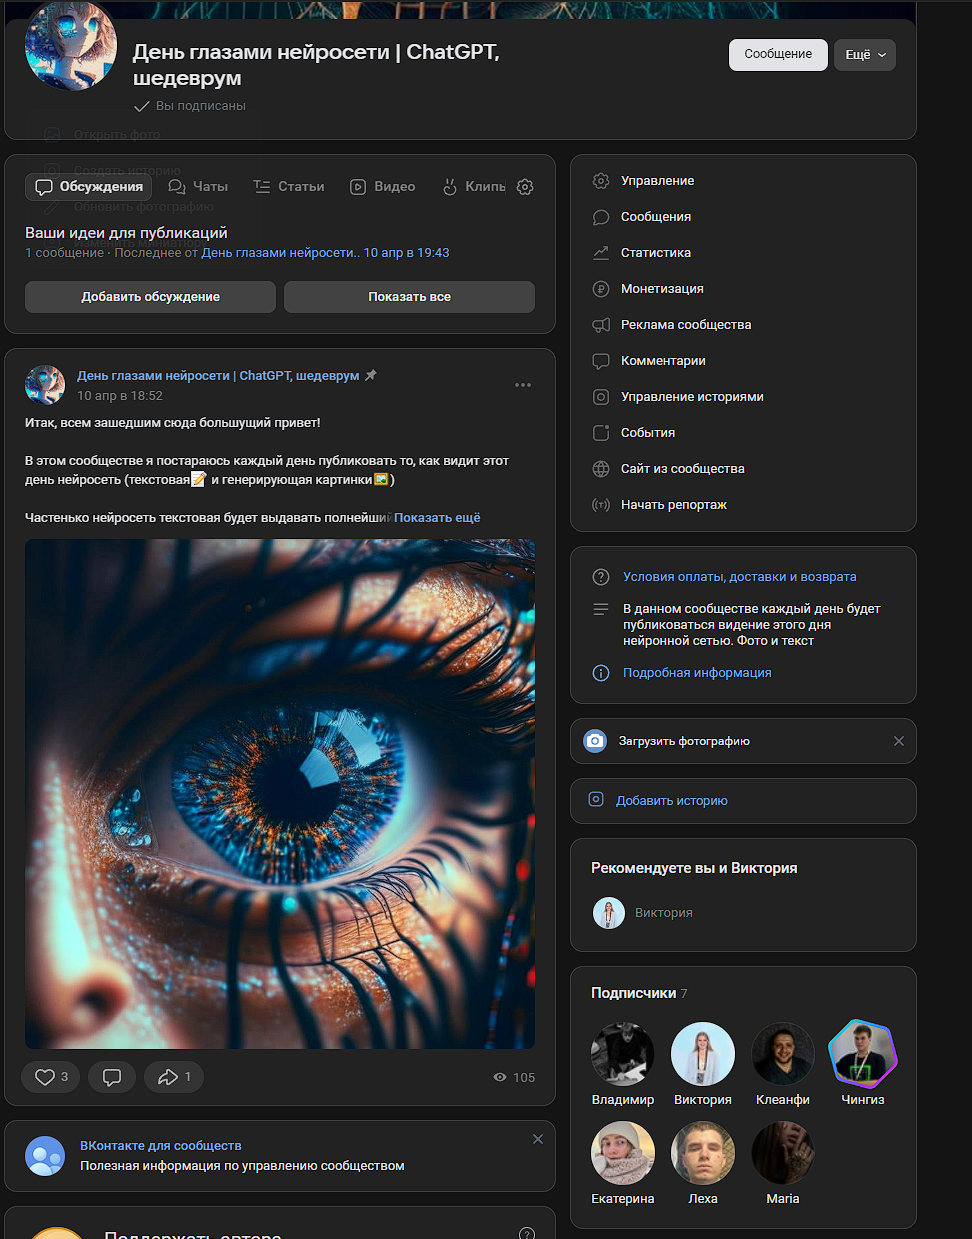 День глазами нейросети | ChatGPT,
шедеврум
Вы подписаны
Сообщение
Ещё
Открыть фото
Создать историю
Обновить фотографию
Изменить миниатюру
Обсуждения
Чаты
Статьи
Видео
Клипы
Ваши идеи для публикаций
1 сообщение · Последнее от День глазами нейросети.. 10 апр в 19:43
Добавить обсуждение
Показать все
День глазами нейросети | ChatGPT, шедеврум
10 апр в 18:52
Итак, всем зашедшим сюда большущий привет!
В этом сообществе я постараюсь каждый день публиковать то, как видит этот
день нейросеть (текстовая📝 и генерирующая картинки🖼)
Частенько нейросеть текстовая будет выдавать полнейший Показать ещё
3
1
105
ВКонтакте для сообществ
Полезная информация по управлению сообществом
Поддержать автора
Управление
Сообщения
Статистика
Монетизация
Реклама сообщества
Комментарии
Управление историями
События
Сайт из сообщества
Начать репортаж
Условия оплаты, доставки и возврата
В данном сообществе каждый день будет
публиковаться видение этого дня
нейронной сетью. Фото и текст
Подробная информация
Загрузить фотографию
Добавить историю
Рекомендуете вы и Виктория
Виктория
Подписчики 7
Владимир
Виктория
Клеанфи
Чингиз
Екатерина
Леха
Maria